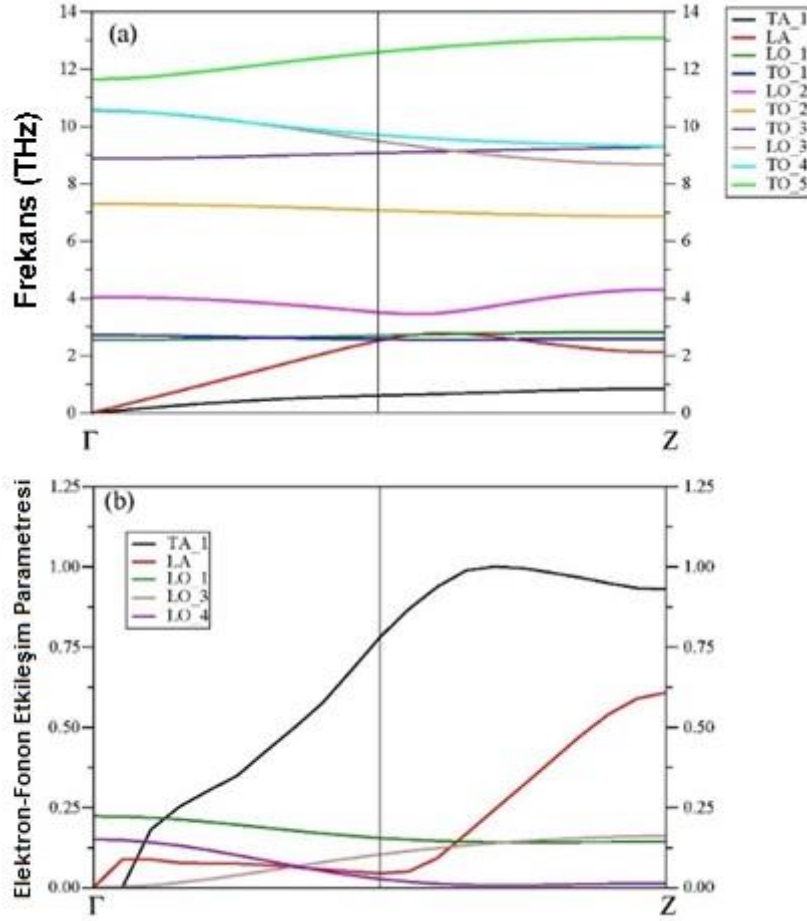 (a)
Frekans (THz)
14
12
10
8
6
4
2
0
14
12
10
8
6
4
2
0
Γ
Z
TA_1
LA
LO_1
TO_1
LO_2
TO_2
TO_3
LO_3
TO_4
TO_5
(b)
Elektron-Fonon Etkileşim Parametresi
1.25
1.00
0.75
0.50
0.25
0.00
1.25
1.00
0.75
0.50
0.25
0.00
TA_1
LA
LO_1
LO_3
LO_4
Γ
Z